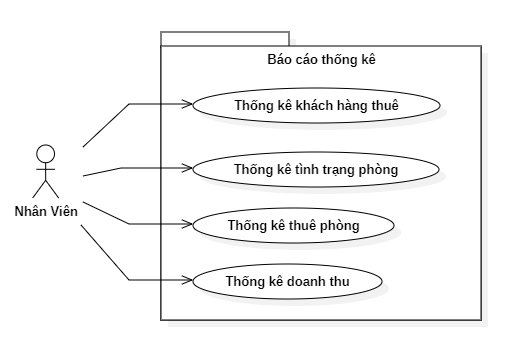 Báo cáo thống kê
Thống kê khách hàng thuê
Thống kê tình trạng phòng
Nhân Viên
Thống kê thuê phòng
Thống kê doanh thu